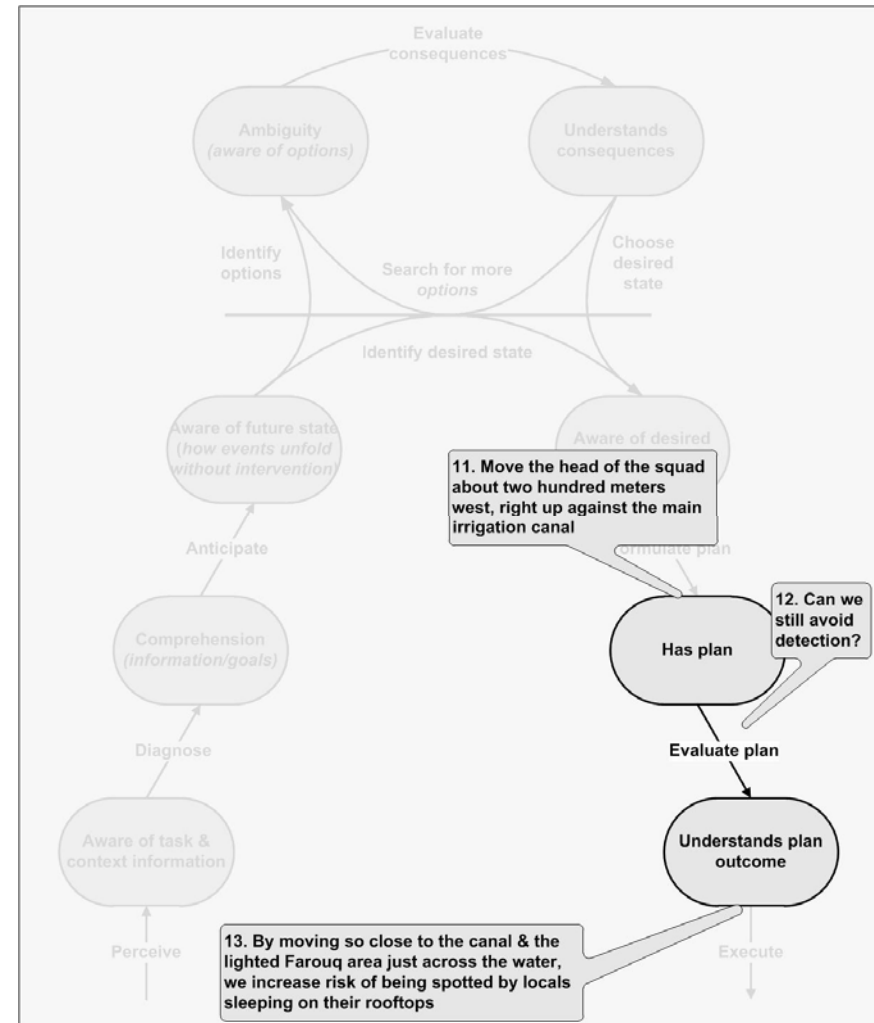 Evaluate
consequences
Ambiguity
(aware of options)
Understands
consequences
Identify
options
Search for more
options
Choose
desired
state
Identify desired state
Aware of future state
(how events unfold
without intervention)
Aware of desired
11. Move the head of the squad
about two hundred meters
west, right up against the main
irrigation canal
Anticipate
plan
12. Can we
still avoid
detection?
Comprehension
(information/goals)
Has plan
Diagnose
Evaluate plan
Aware of task &
context information
Understands plan
outcome
Perceive
13. By moving so close to the canal & the
lighted Farouq area just across the water,
we increase risk of being spotted by locals
sleeping on their rooftops
Execute